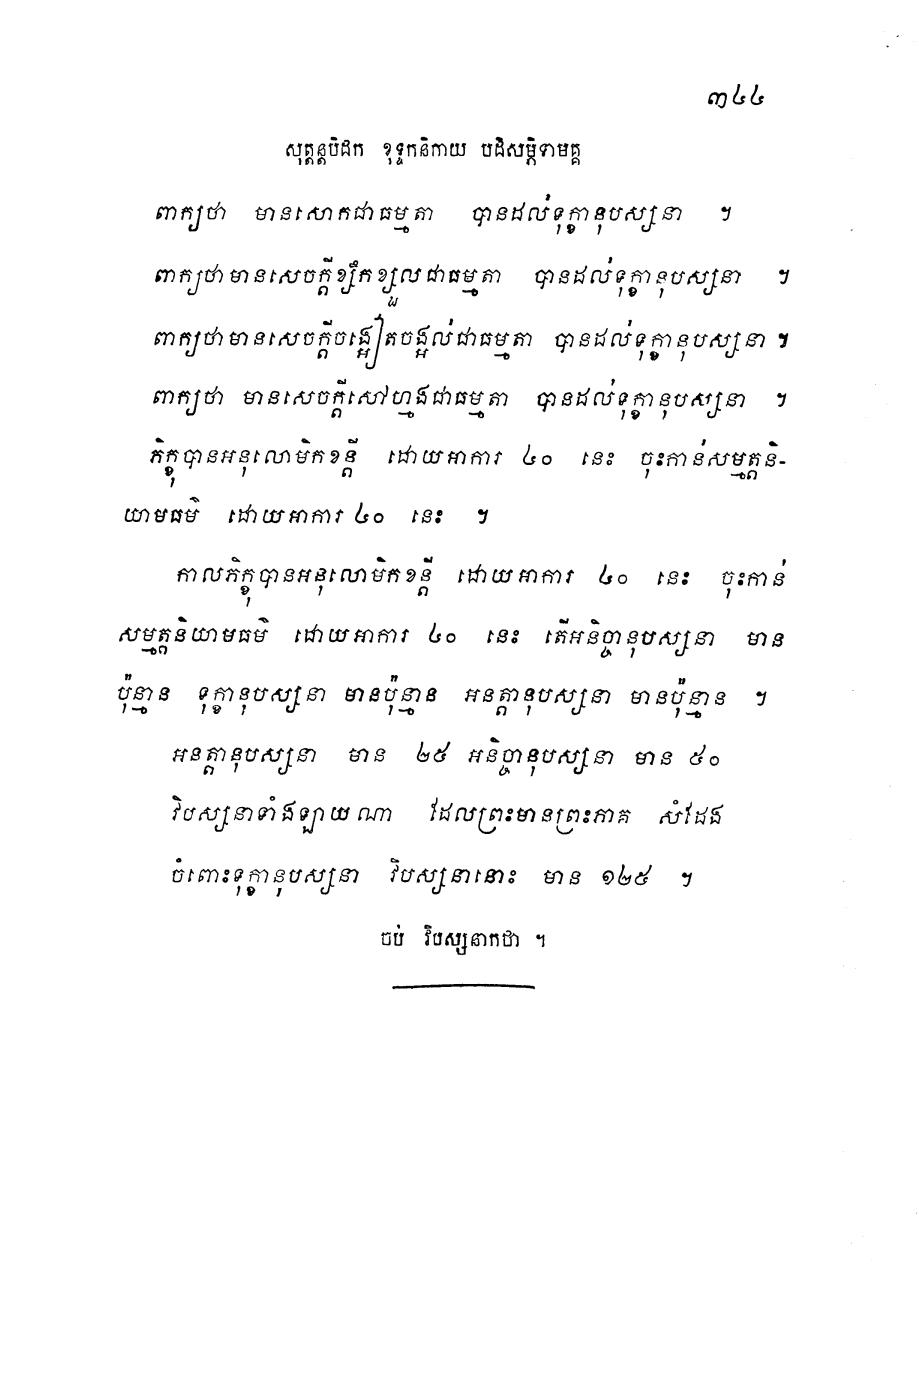 ៣៤៤
សុត្តន្តបិដក ខុទ្ទកនិកាយ បដិសម្ភិទាមគ្គ
ពាក្យថា មានសោកជាធម្មតា បានដល់ទុក្ខានុបស្សនា ។
ពាក្យថាមានសេចក្តីខ្សឹកខ្សួលជាធម្មតា បានដល់ទុក្ខានុបស្សនា ។
ពាក្យថាមានសេចក្តីចង្អៀតចង្អល់ជាធម្មតា បានដល់ទុក្ខានុបស្សនា ។
ពាក្យថា មានសេចក្តីសៅហ្មងជាធម្មតា បានដល់ទុក្ខានុបស្សនា ។
ភិក្ខុបានអនុលោមិកខន្តី ដោយអាការ ៤០ នេះ ចុះកាន់សម្មត្តនិ-
យាមធម៌ ដោយអាការ ៤០ នេះ ។
កាលភិក្ខុបានអនុលោមិកខន្តី ដោយអាការ ៤០ នេះ ចុះកាន់
សម្មត្តនិយាមធម៌ ដោយអាការ ៤០ នេះ តើអនិច្ចានុបស្សនា មាន
ប៉ុន្មាន ទុក្ខានុបស្សនា មានប៉ុន្មាន អនត្តានុបស្សនា មានប៉ុន្មាន ។
អនត្តានុបស្សនា មាន ២៥ អនិច្ចានុបស្សនា មាន ៥០
វិបស្សនាទាំងឡាយណា ដែលព្រះមានព្រះភាគ សំដែង
ចំពោះទុក្ខានុបស្សនា វិបស្សនានោះ មាន ១២៥ ។
ចប់ វិបស្សនាកថា ។